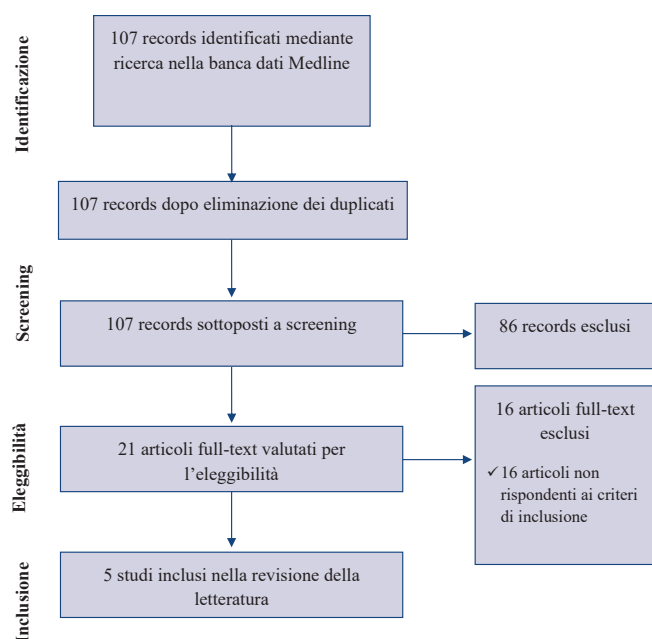 Identificazione
107 records identificati mediante
ricerca nella banca dati Medline
107 records dopo eliminazione dei duplicati
Screening
107 records sottoposti a screening
86 records esclusi
Eleggibilità
21 articoli full-text valutati per
l’eleggibilità
16 articoli full-text
esclusi
✓ 16 articoli non
rispondenti ai criteri
di inclusione
Inclusione
5 studi inclusi nella revisione della
letteratura